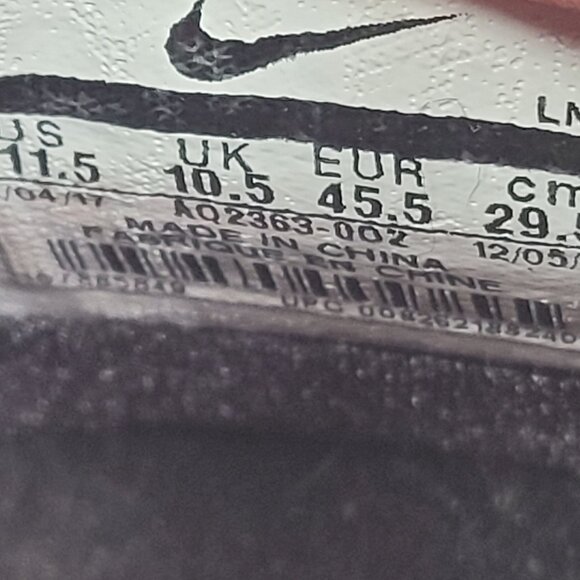 LN
US UK EUR cm
11.5 10.5 45.5 29.5
/04/17 AQ2363-002 12/05/
MADE IN CHINA
FABRIQUE EN CHINE
UPC